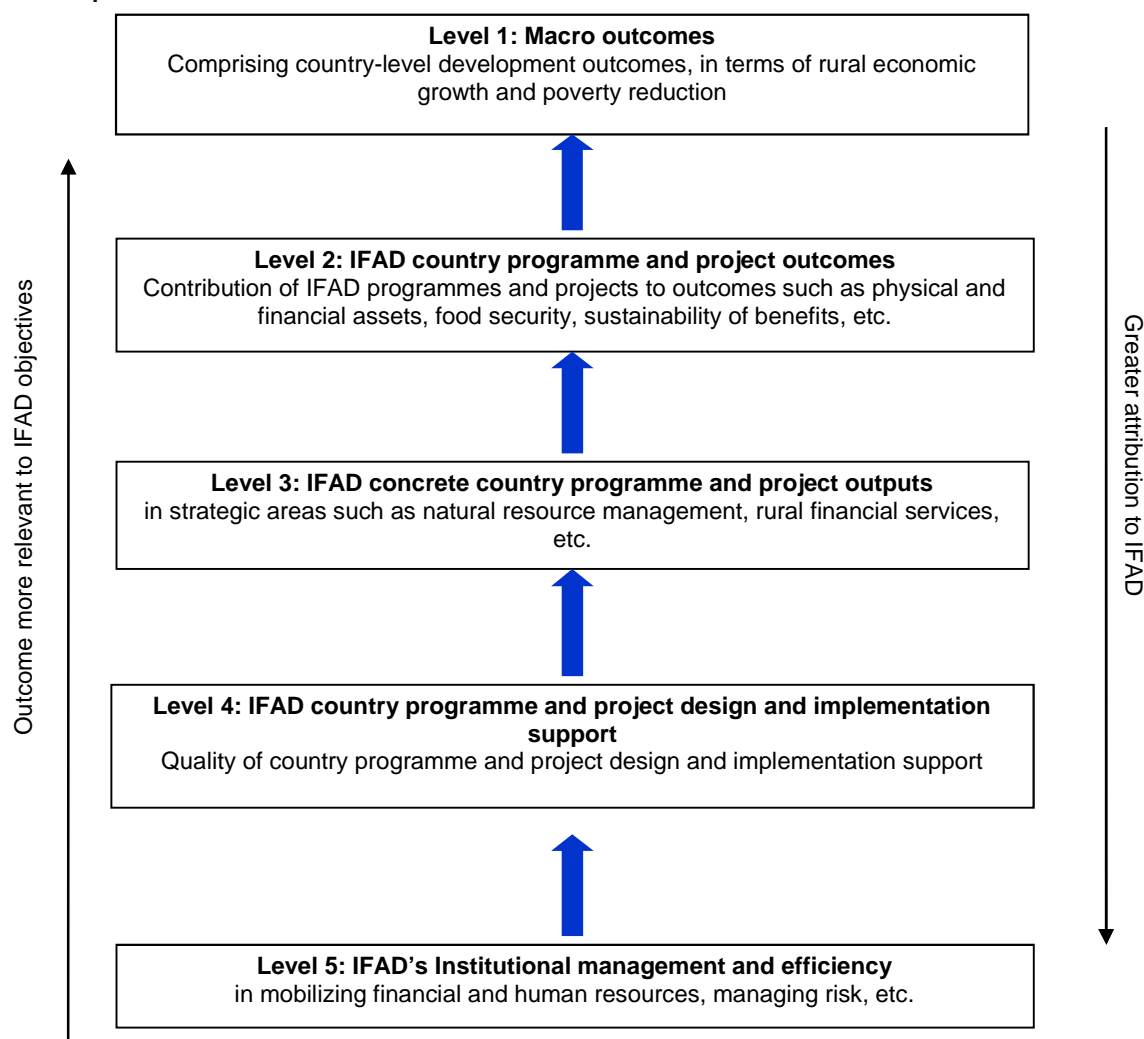 Level 1: Macro outcomes
Comprising country-level development outcomes, in terms of rural economic
growth and poverty reduction
Level 2: IFAD country programme and project outcomes
Contribution of IFAD programmes and projects to outcomes such as physical and
financial assets, food security, sustainability of benefits, etc.
Level 3: IFAD concrete country programme and project outputs
in strategic areas such as natural resource management, rural financial services,
etc.
Level 4: IFAD country programme and project design and implementation
support
Quality of country programme and project design and implementation support
Level 5: IFAD’s Institutional management and efficiency
in mobilizing financial and human resources, managing risk, etc.
Outcome more relevant to IFAD objectives
Greater attribution to IFAD